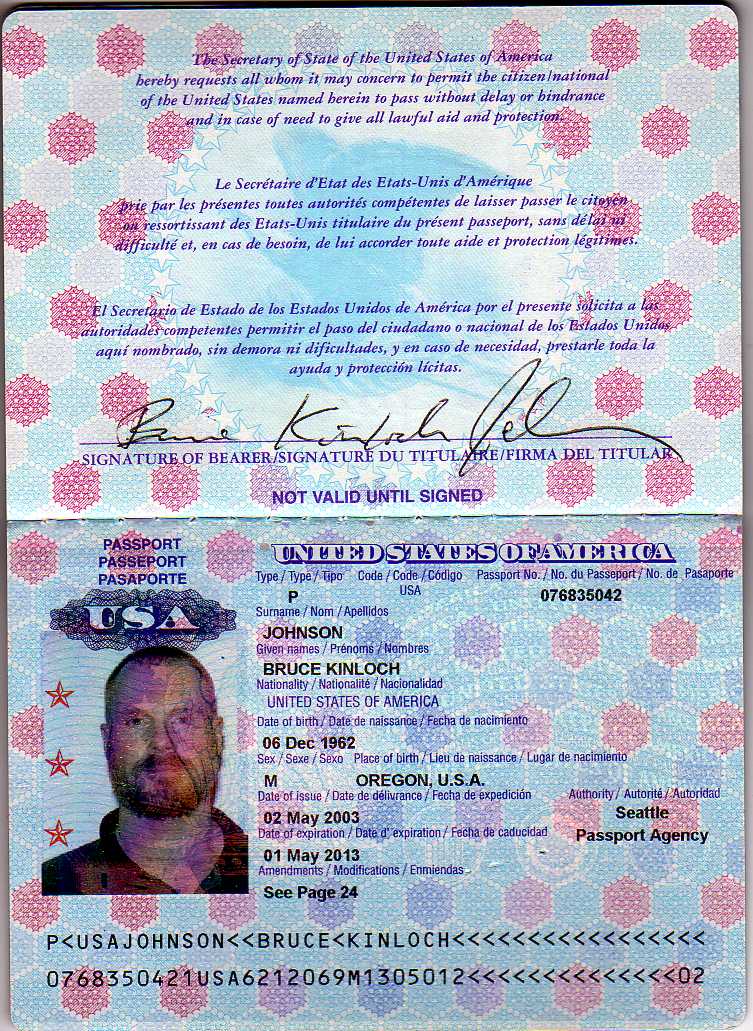 The Secretary of State of the United States of America
hereby requests all whom it may concern to permit the citizen/national
of the United States named herein to pass without delay or hindrance
and in case of need to give all lawful aid and protection.
Le Secrétaire d'Etat des Etats-Unis d'Amérique
prie par les présentes toutes autorités compétentes de laisser passer le citoyen
ou ressortissant des Etats-Unis titulaire du présent passeport, sans délai ni
difficulté et, en cas de besoin, de lui accorder toute aide et protection légitimes.
El Secretario de Estado de los Estados Unidos de América por el presente solicita a las
autoridades competentes permitir el paso del ciudadano o nacional de los Estados Unidos
aquí nombrado, sin demora ni dificultades, y en caso de necesidad, prestarle toda la
ayuda y protección lícitas.
Bruce Kinloch Johnson
SIGNATURE OF BEARER/SIGNATURE DU TITULAIRE/FIRMA DEL TITULAR
NOT VALID UNTIL SIGNED
PASSPORT
PASSEPORT
PASAPORTE
USA
UNITED STATES OF AMERICA
Type / Type / Tipo Code / Code / Código Passport No. / No. du Passeport / No. de Pasaporte
P USA 076835042
Surname / Nom / Apellidos
JOHNSON
Given names / Prénoms / Nombres
BRUCE KINLOCH
Nationality / Nationalité / Nacionalidad
UNITED STATES OF AMERICA
Date of birth / Date de naissance / Fecha de nacimiento
06 Dec 1962
Sex / Sexe / Sexo Place of birth / Lieu de naissance / Lugar de nacimiento
M OREGON, U.S.A.
Date of issue / Date de délivrance / Fecha de expedición Authority / Autorité / Autoridad
02 May 2003 Seattle
Date of expiration / Date d' expiration / Fecha de caducidad Passport Agency
01 May 2013
Amendments / Modifications / Enmiendas
See Page 24
P<USAJOHNSON<<BRUCE<KINLOCH<<<<<<<<<<<<<<<<<
0768350421USA6212069M1305012<<<<<<<<<<<<<<02